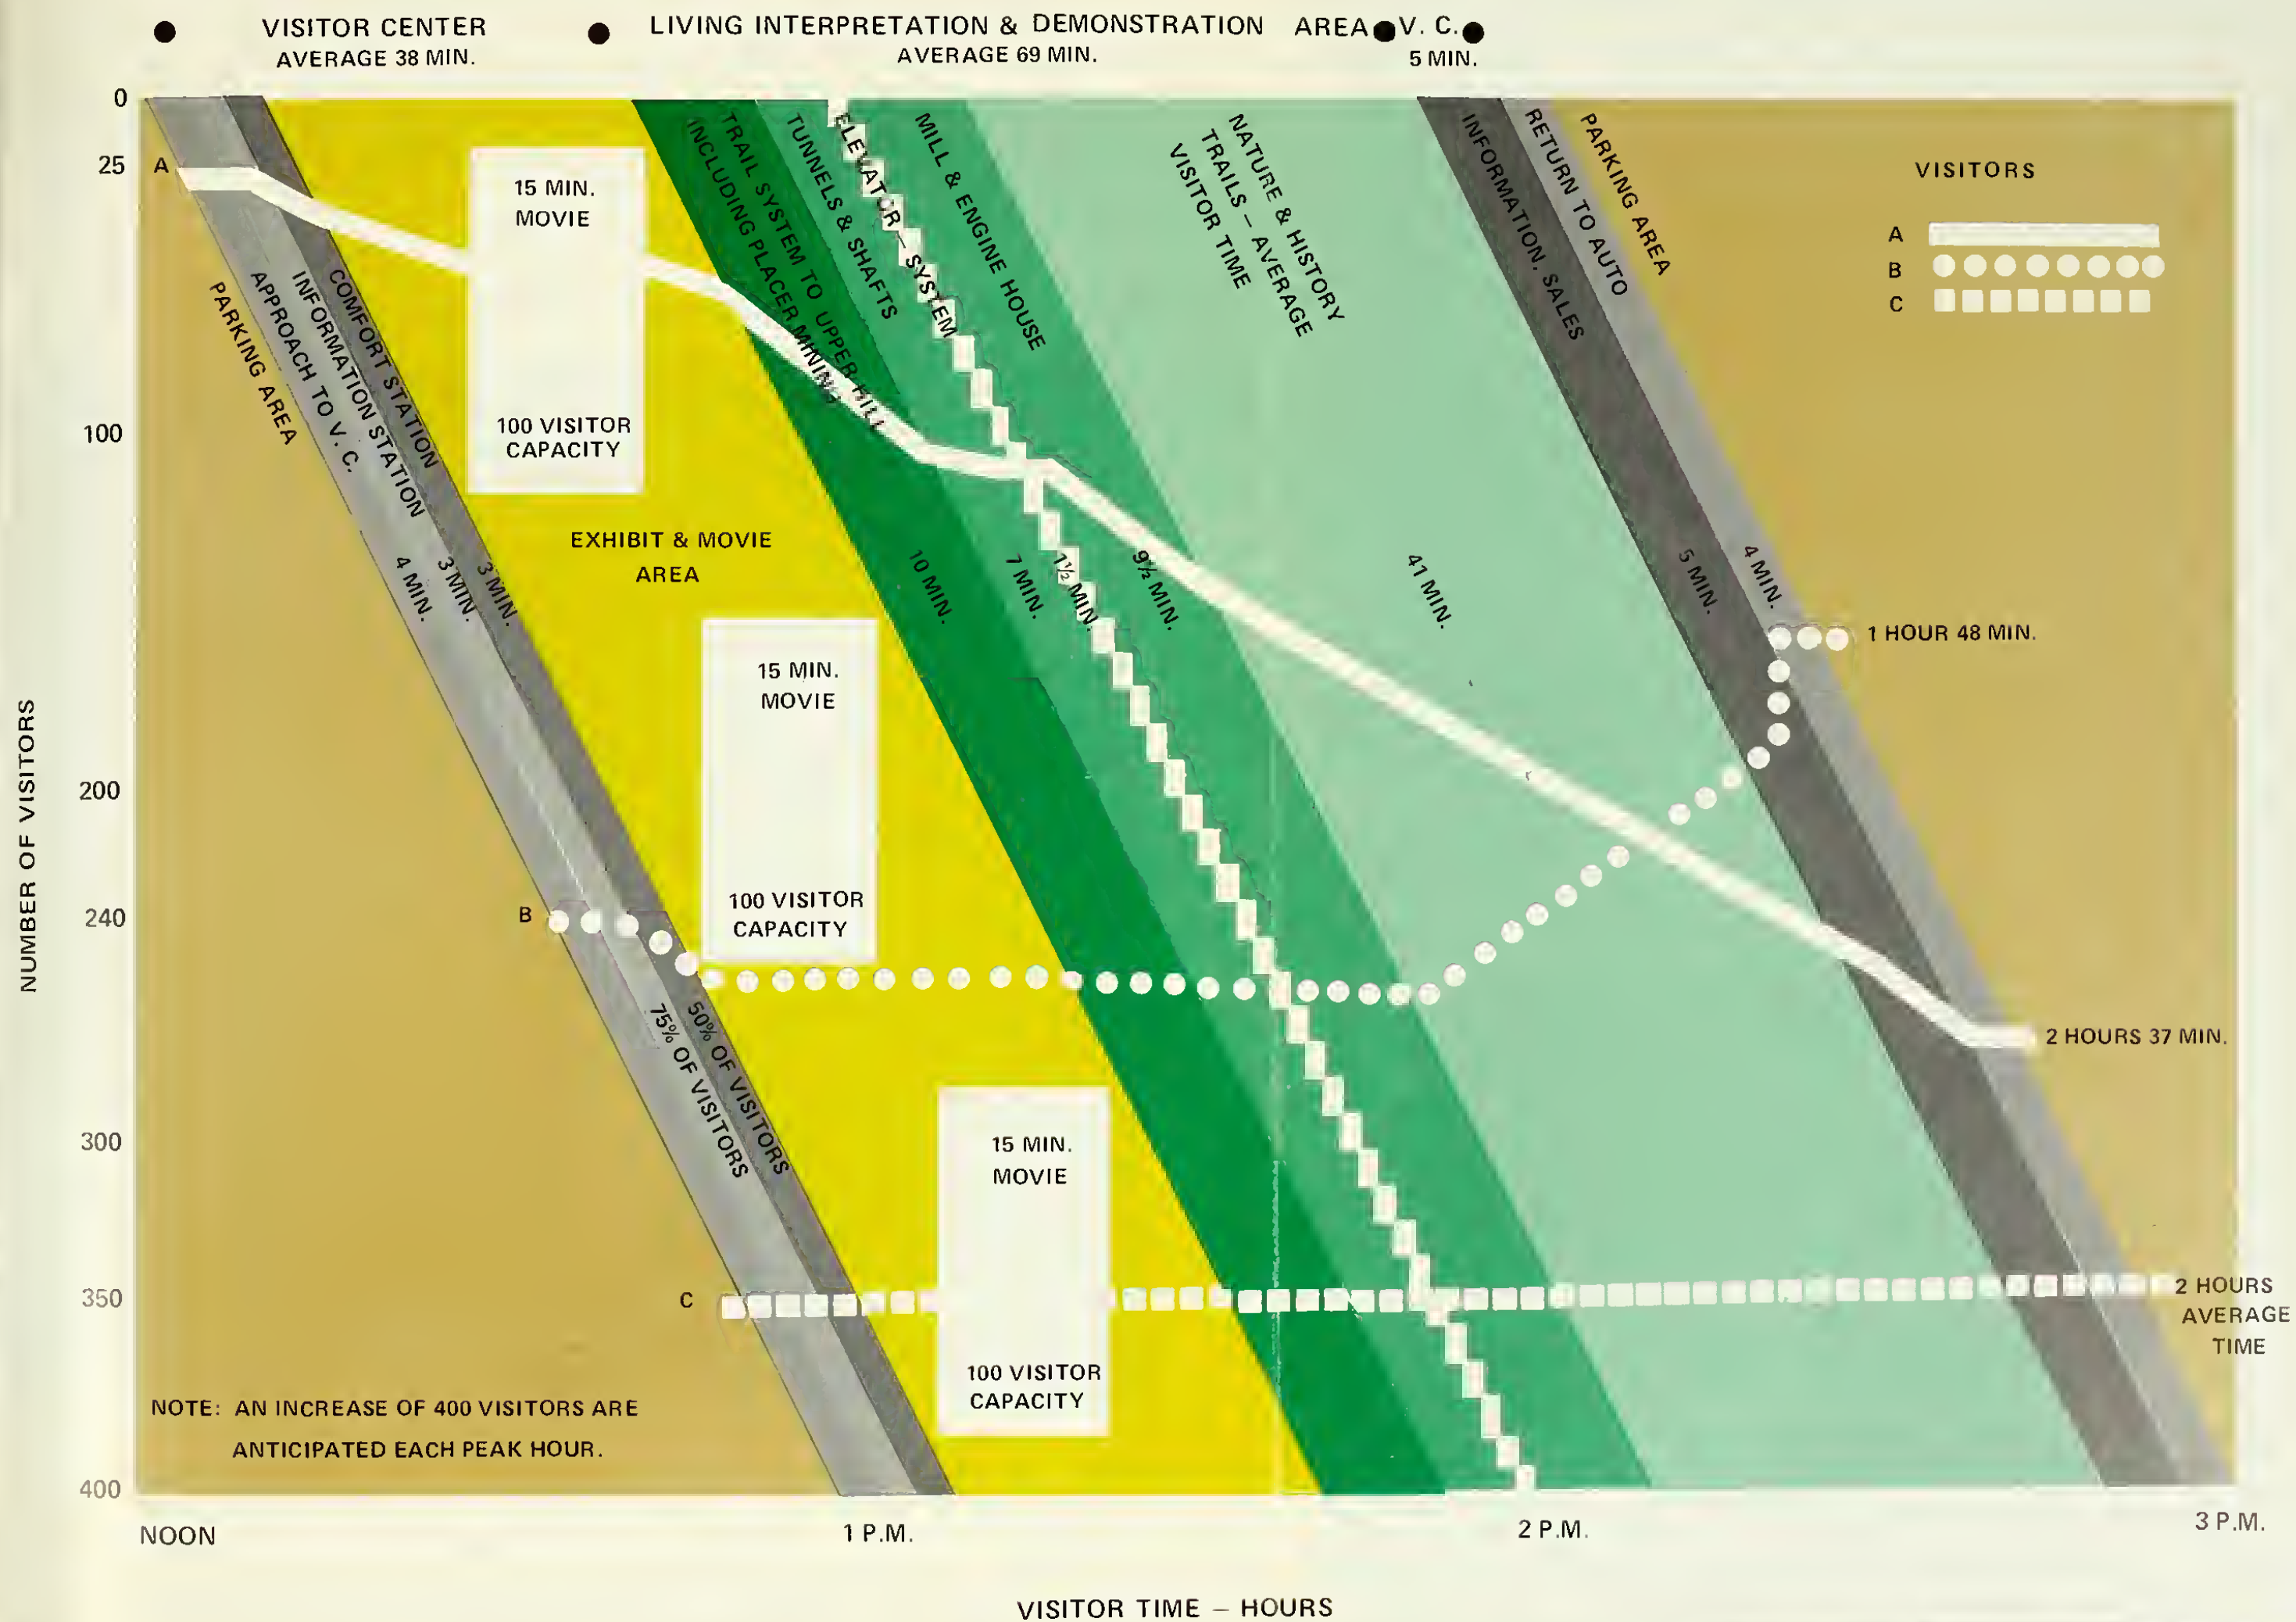 VISITOR CENTER
AVERAGE 38 MIN.
LIVING INTERPRETATION & DEMONSTRATION AREA
AVERAGE 69 MIN.
V. C.
5 MIN.
0
25
100
200
240
300
350
400
NUMBER OF VISITORS
A
B
C
PARKING AREA
APPROACH TO V. C.
INFORMATION STATION
COMFORT STATION
4 MIN.
3 MIN.
3 MIN.
15 MIN.
MOVIE
100 VISITOR
CAPACITY
EXHIBIT & MOVIE
AREA
15 MIN.
MOVIE
100 VISITOR
CAPACITY
15 MIN.
MOVIE
100 VISITOR
CAPACITY
75% OF VISITORS
50% OF VISITORS
TRAIL SYSTEM TO UPPER HILL
INCLUDING PLACER MINING
TUNNELS & SHAFTS
ELEVATOR – SYSTEM
MILL & ENGINE HOUSE
NATURE & HISTORY
TRAILS – AVERAGE
VISITOR TIME
INFORMATION, SALES
RETURN TO AUTO
PARKING AREA
10 MIN.
7 MIN.
1½ MIN.
9½ MIN.
41 MIN.
5 MIN.
4 MIN.
VISITORS
A
B
C
1 HOUR 48 MIN.
2 HOURS 37 MIN.
2 HOURS
AVERAGE
TIME
NOTE: AN INCREASE OF 400 VISITORS ARE
ANTICIPATED EACH PEAK HOUR.
NOON
1 P.M.
2 P.M.
3 P.M.
VISITOR TIME – HOURS